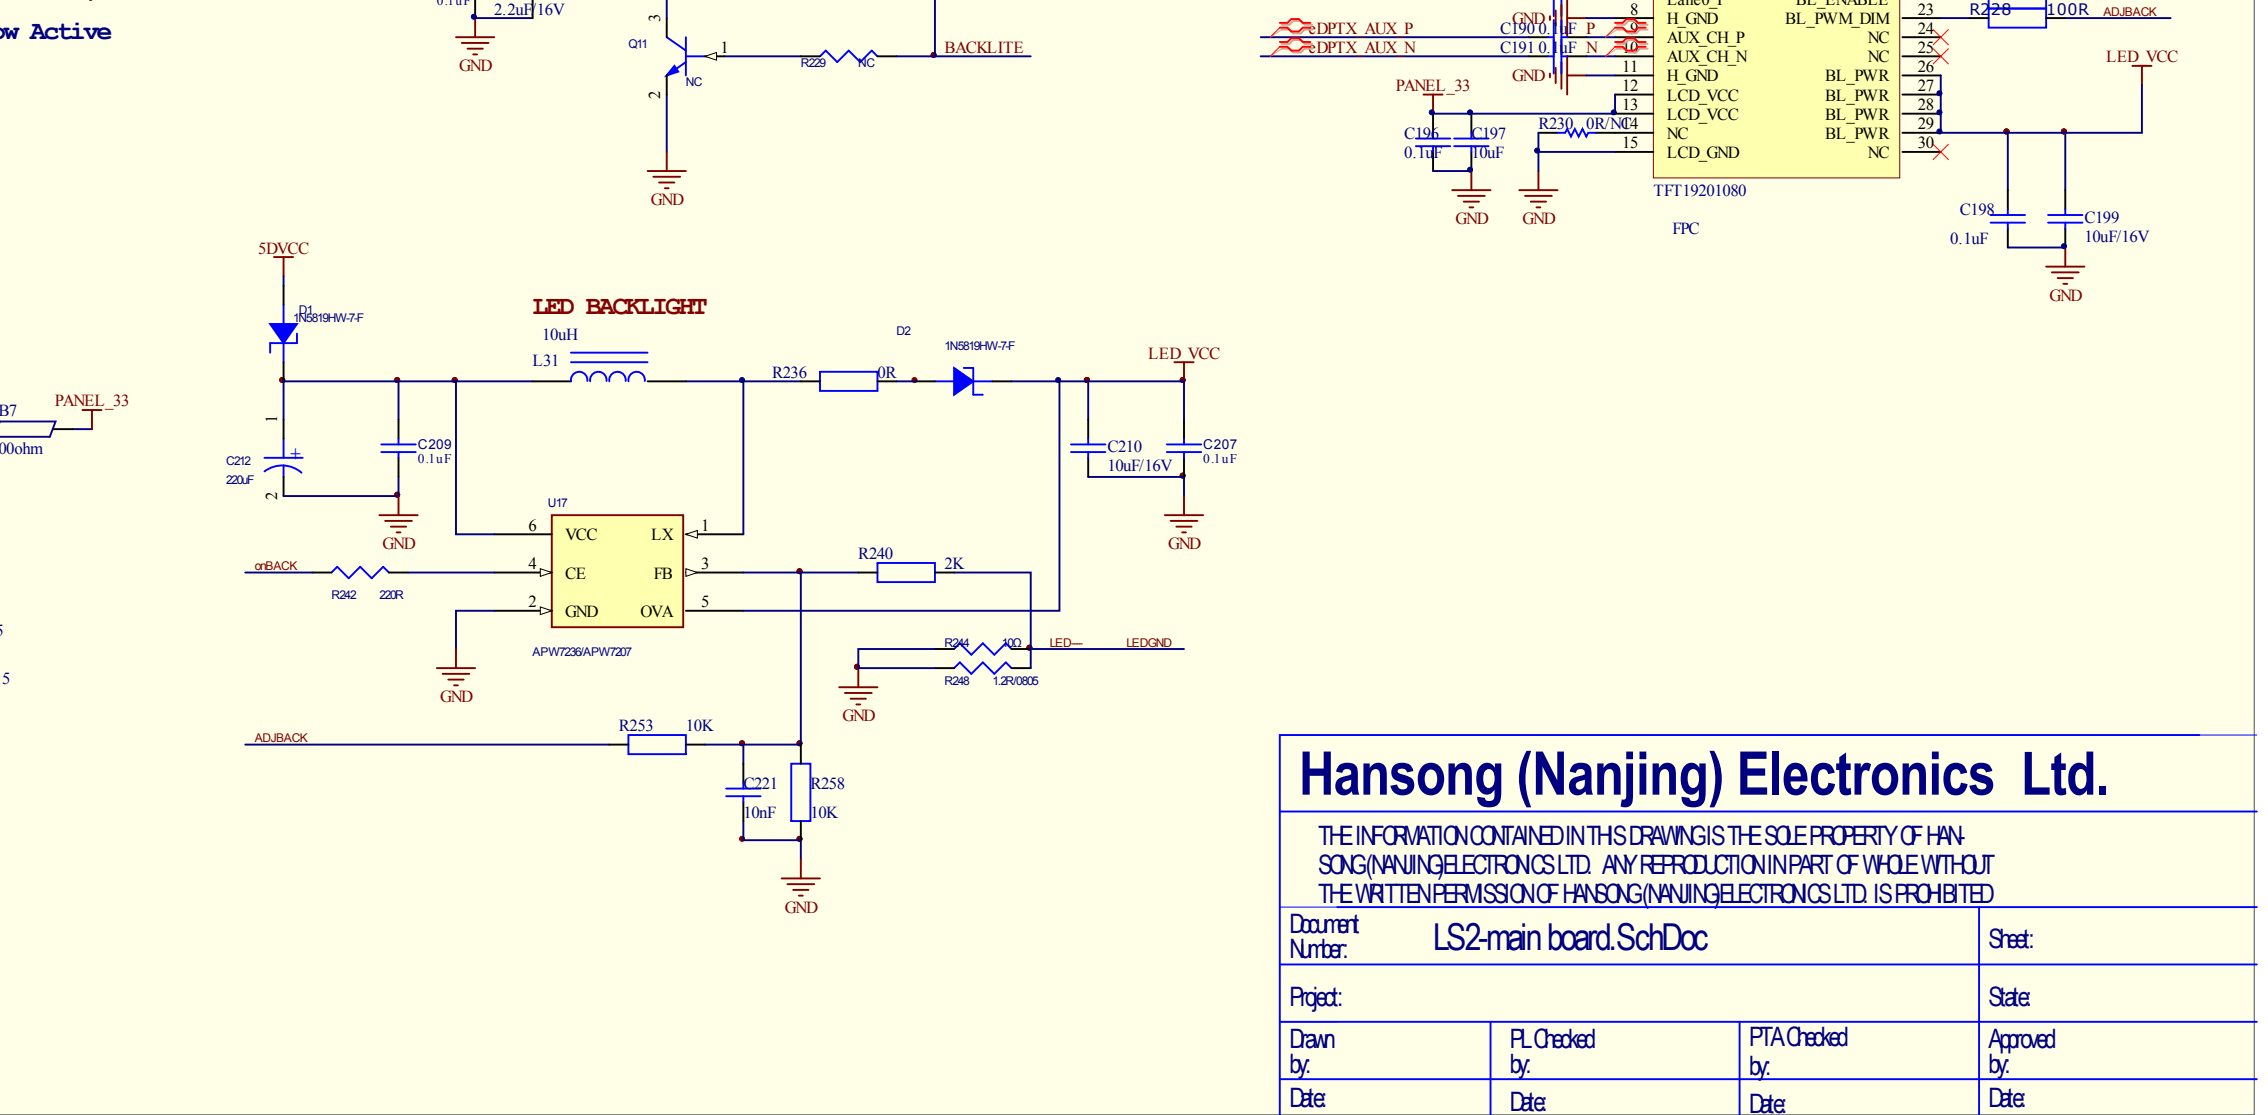 2.2uF/16V
ow Active
GND
3
Q11
1
2
NC
R229
NC
BACKLITE
GND
eDPTX_AUX_P
eDPTX_AUX_N
C190 0.1uF
P
C191 0.1uF
N
GND
GND
8
9
10
11
12
13
14
15
H_GND
AUX_CH_P
AUX_CH_N
H_GND
LCD_VCC
LCD_VCC
NC
LCD_GND
BL_ENABLE
BL_PWM_DIM
NC
NC
BL_PWR
BL_PWR
BL_PWR
BL_PWR
NC
23
24
25
26
27
28
29
30
R228
100R
ADJBACK
LED_VCC
PANEL_33
C196
0.1uF
C197
10uF
R230
0R/NC
GND
GND
TFT19201080
FPC
C198
0.1uF
C199
10uF/16V
GND
5DVCC
D1
1N5819HW-7-F
LED BACKLIGHT
10uH
L31
R236
0R
D2
1N5819HW-7-F
LED_VCC
B7
PANEL_33
00ohm
1
C212
220uF
2
C209
0.1uF
GND
C210
10uF/16V
C207
0.1uF
GND
U17
6
VCC
LX
1
4
CE
FB
3
2
GND
OVA
5
APW7236/APW7207
onBACK
R242
220R
GND
R240
2K
R244
10Ω
R248
1.2R/0805
LED—
LEDGND
GND
5
ADJBACK
R253
10K
C221
10nF
R258
10K
GND
Hansong (Nanjing) Electronics Ltd.
THE INFORMATION CONTAINED IN THIS DRAWING IS THE SOLE PROPERTY OF HAN-
SONG(NANJING)ELECTRONICS LTD. ANY REPRODUCTION IN PART OF WHOLE WITHOUT
THE WRITTEN PERMISSION OF HANSONG(NANJING)ELECTRONICS LTD. IS PROHIBITED
Document
Number:
LS2-main board.SchDoc
Sheet:
Project:
State:
Drawn
by:
PL Checked
by:
PTA Checked
by:
Approved
by:
Date:
Date:
Date:
Date: